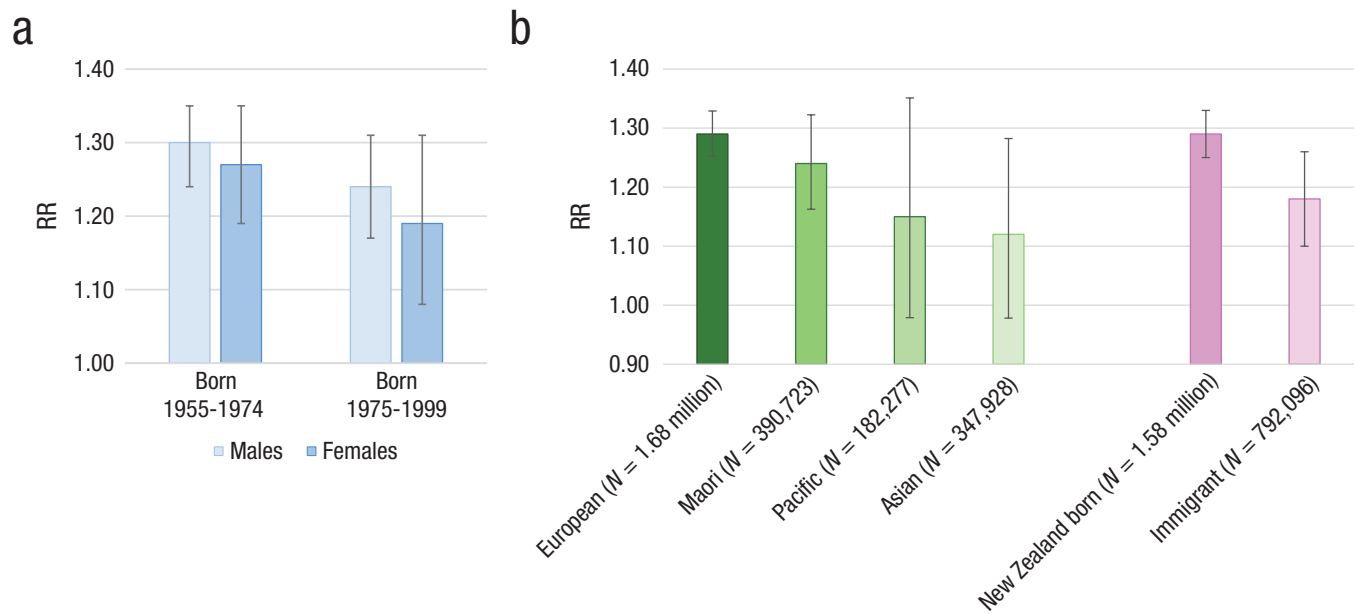 a
RR
1.40
1.30
1.20
1.10
1.00
Born
1955-1974
Born
1975-1999
Males Females
b
RR
1.40
1.30
1.20
1.10
1.00
0.90
European (N = 1.68 million)
Maori (N = 390,723)
Pacific (N = 182,277)
Asian (N = 347,928)
New Zealand born (N = 1.58 million)
Immigrant (N = 792,096)